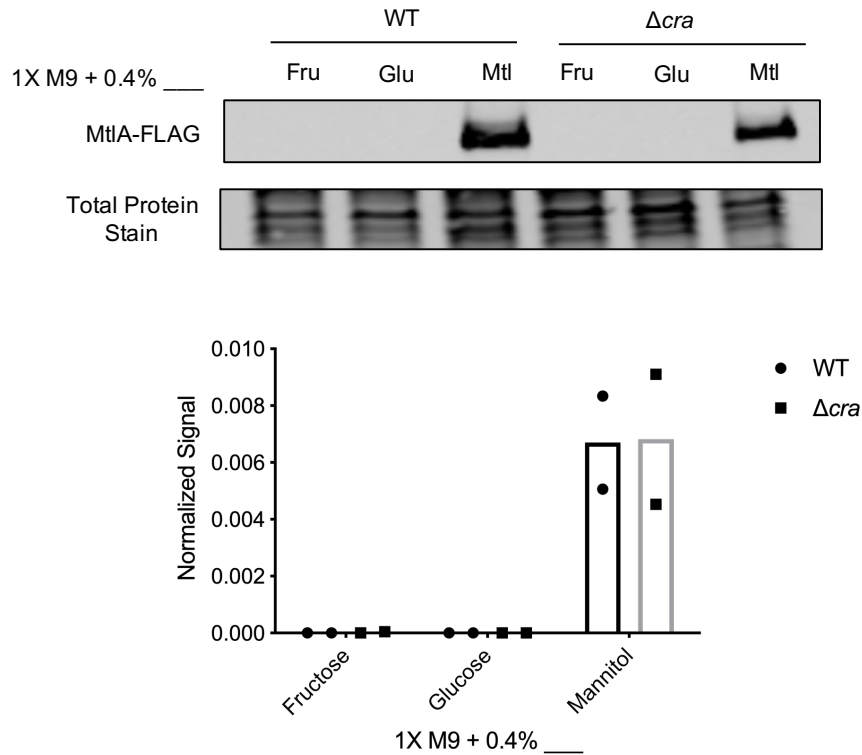 WT Δcra
1X M9 + 0.4% ___ Fru Glu Mtl Fru Glu Mtl
MtlA-FLAG
Total Protein
Stain
0.010
0.008
0.006
0.004
0.002
0.000
Normalized Signal
WT
Δcra
Fructose Glucose Mannitol
1X M9 + 0.4% ___